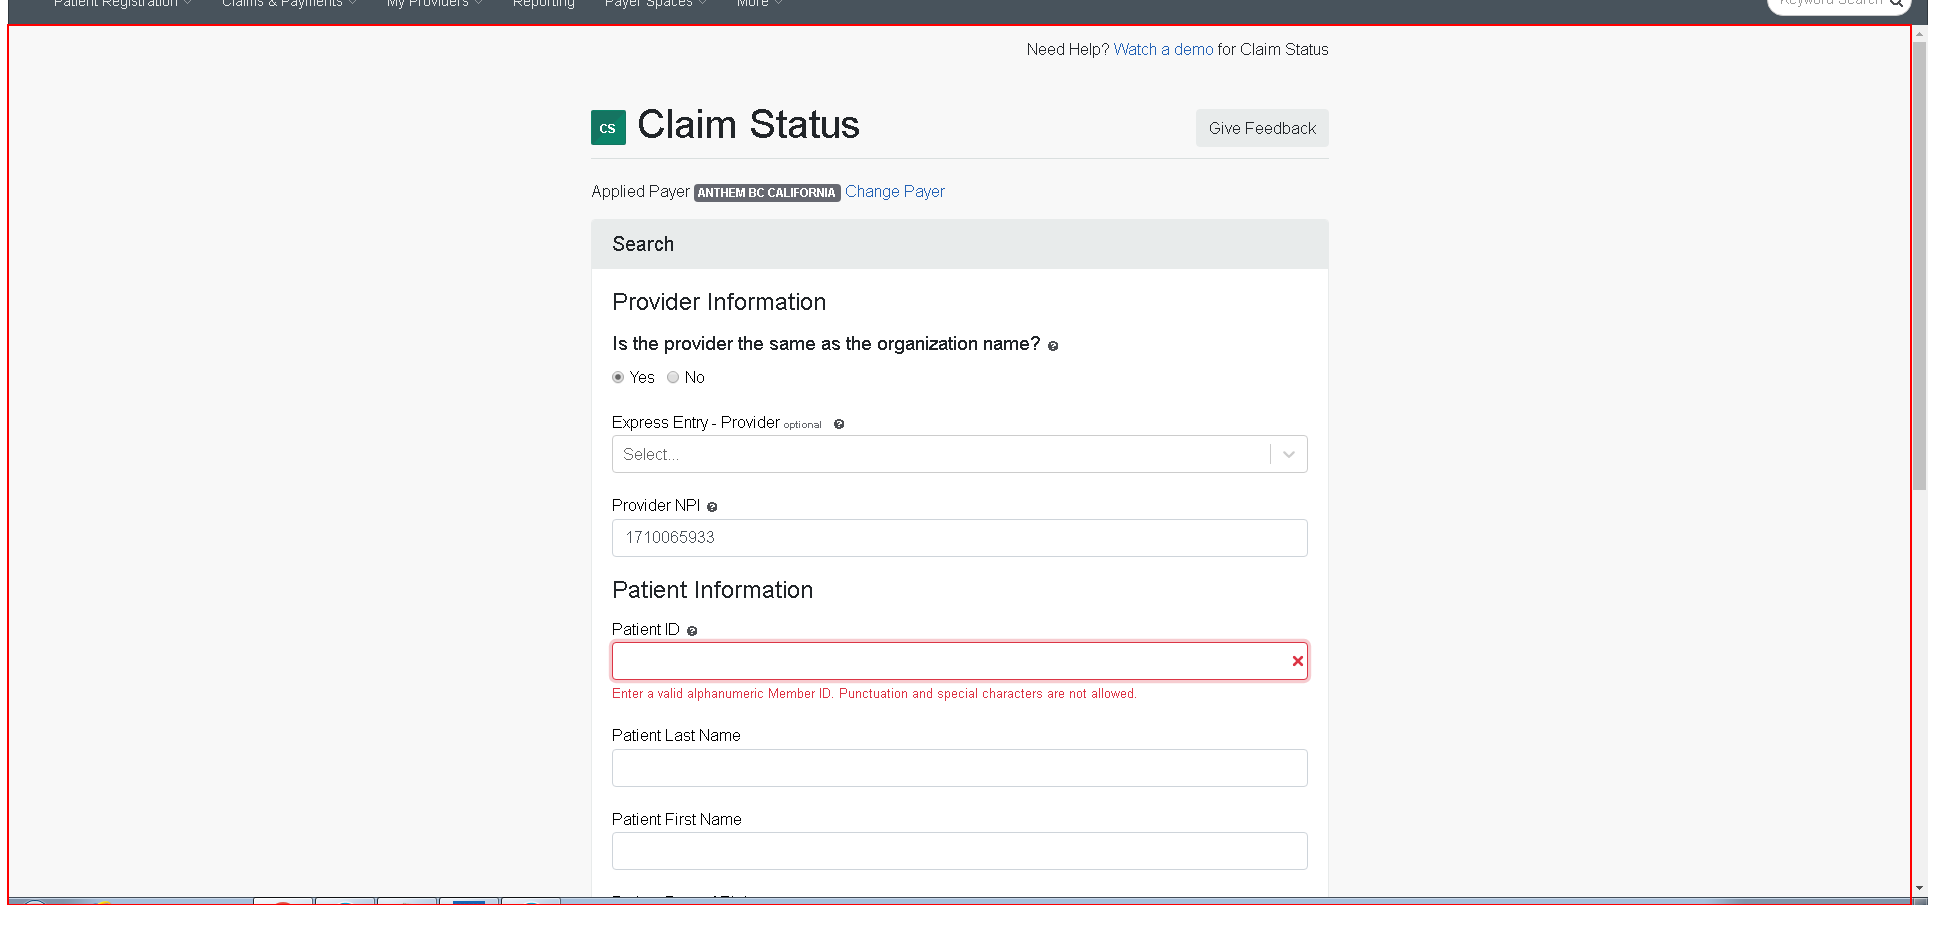 Patient Registration Claims & Payments My Providers Reporting Payer Spaces More Keyword Search
Need Help? Watch a demo for Claim Status
CS Claim Status Give Feedback
Applied Payer ANTHEM BC CALIFORNIA Change Payer
Search
Provider Information
Is the provider the same as the organization name?
Yes No
Express Entry - Provider optional
Select...
Provider NPI
1710065933
Patient Information
Patient ID
Enter a valid alphanumeric Member ID. Punctuation and special characters are not allowed.
Patient Last Name
Patient First Name